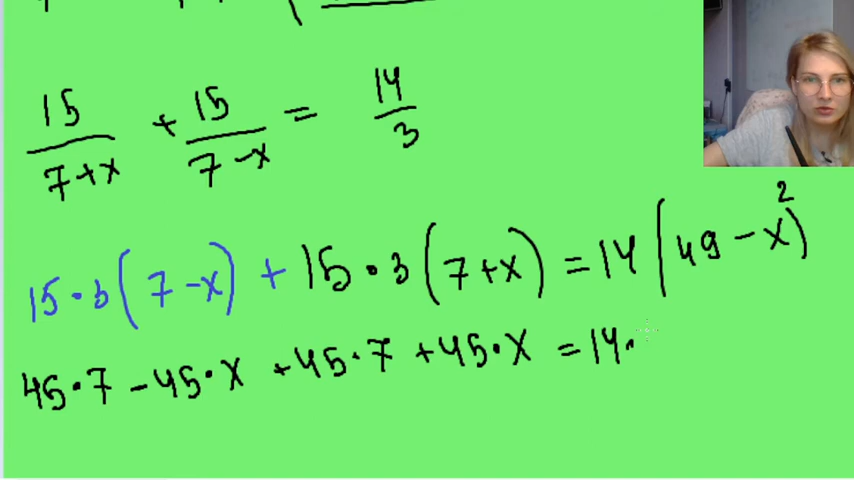 15/(7+x) + 15/(7-x) = 14/3
15·3(7-x) + 15·3(7+x) = 14(49-x²)
45·7 - 45·x + 45·7 + 45·x = 14·